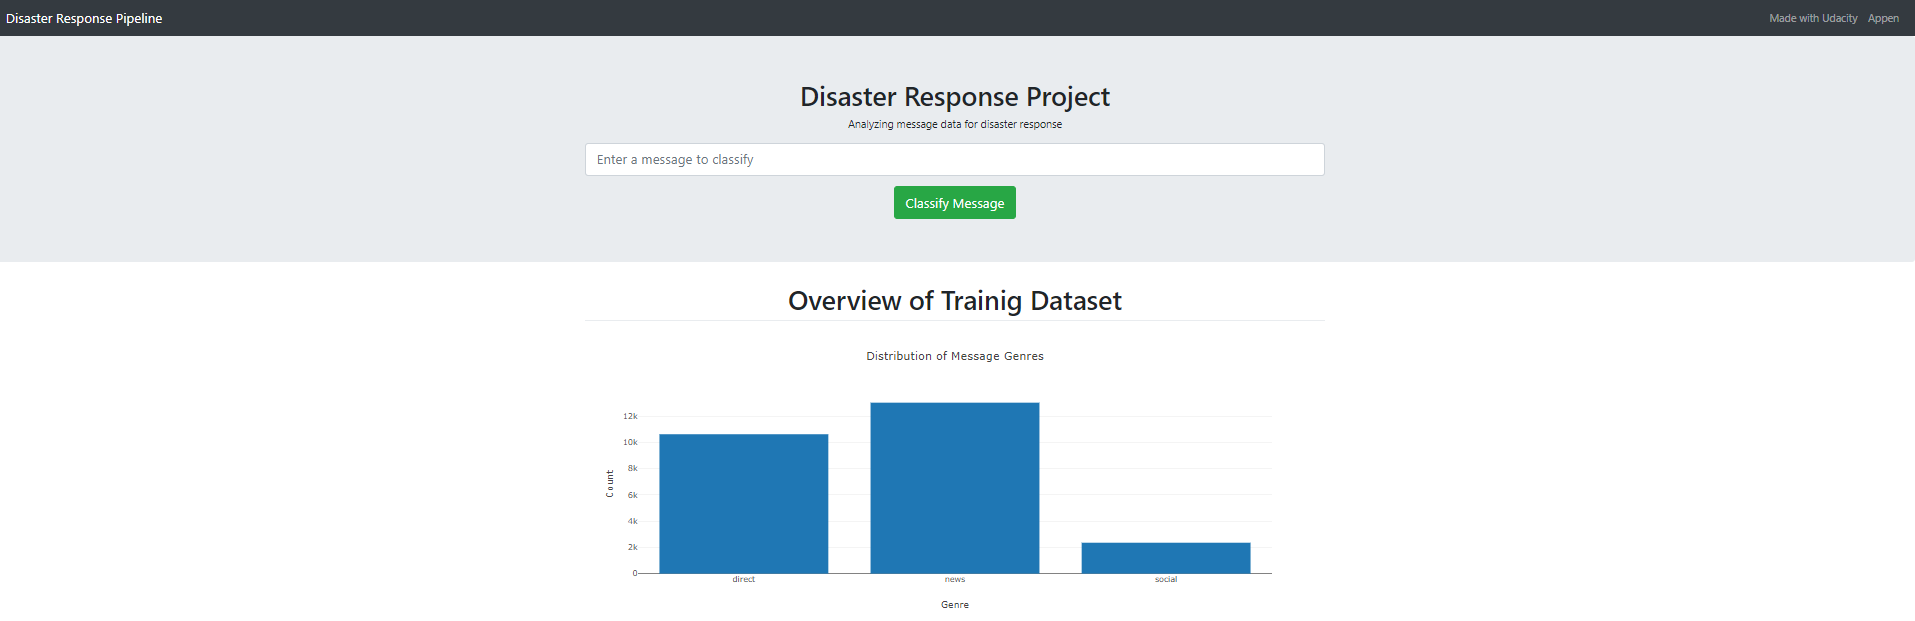 Disaster Response Pipeline
Made with Udacity Appen
Disaster Response Project
Analyzing message data for disaster response
Enter a message to classify
Classify Message
Overview of Trainig Dataset
Distribution of Message Genres
12k
10k
8k
6k
4k
2k
0
Count
direct news social
Genre